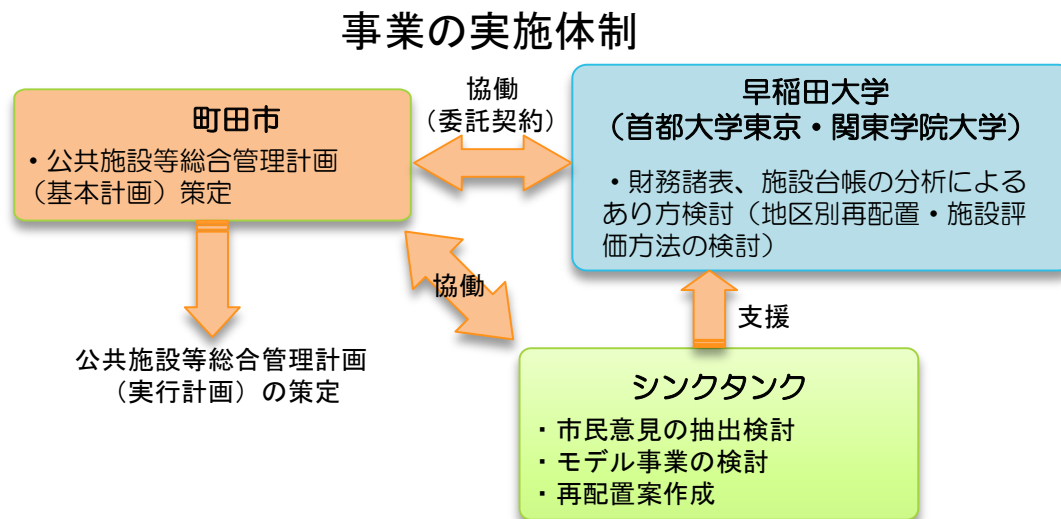 事業の実施体制
町田市
・公共施設等総合管理計画
（基本計画）策定
協働
（委託契約）
早稲田大学
（首都大学東京・関東学院大学）
・財務諸表、施設台帳の分析による
あり方検討（地区別再配置・施設評
価方法の検討）
協働
支援
公共施設等総合管理計画
（実行計画）の策定
シンクタンク
・市民意見の抽出検討
・モデル事業の検討
・再配置案作成